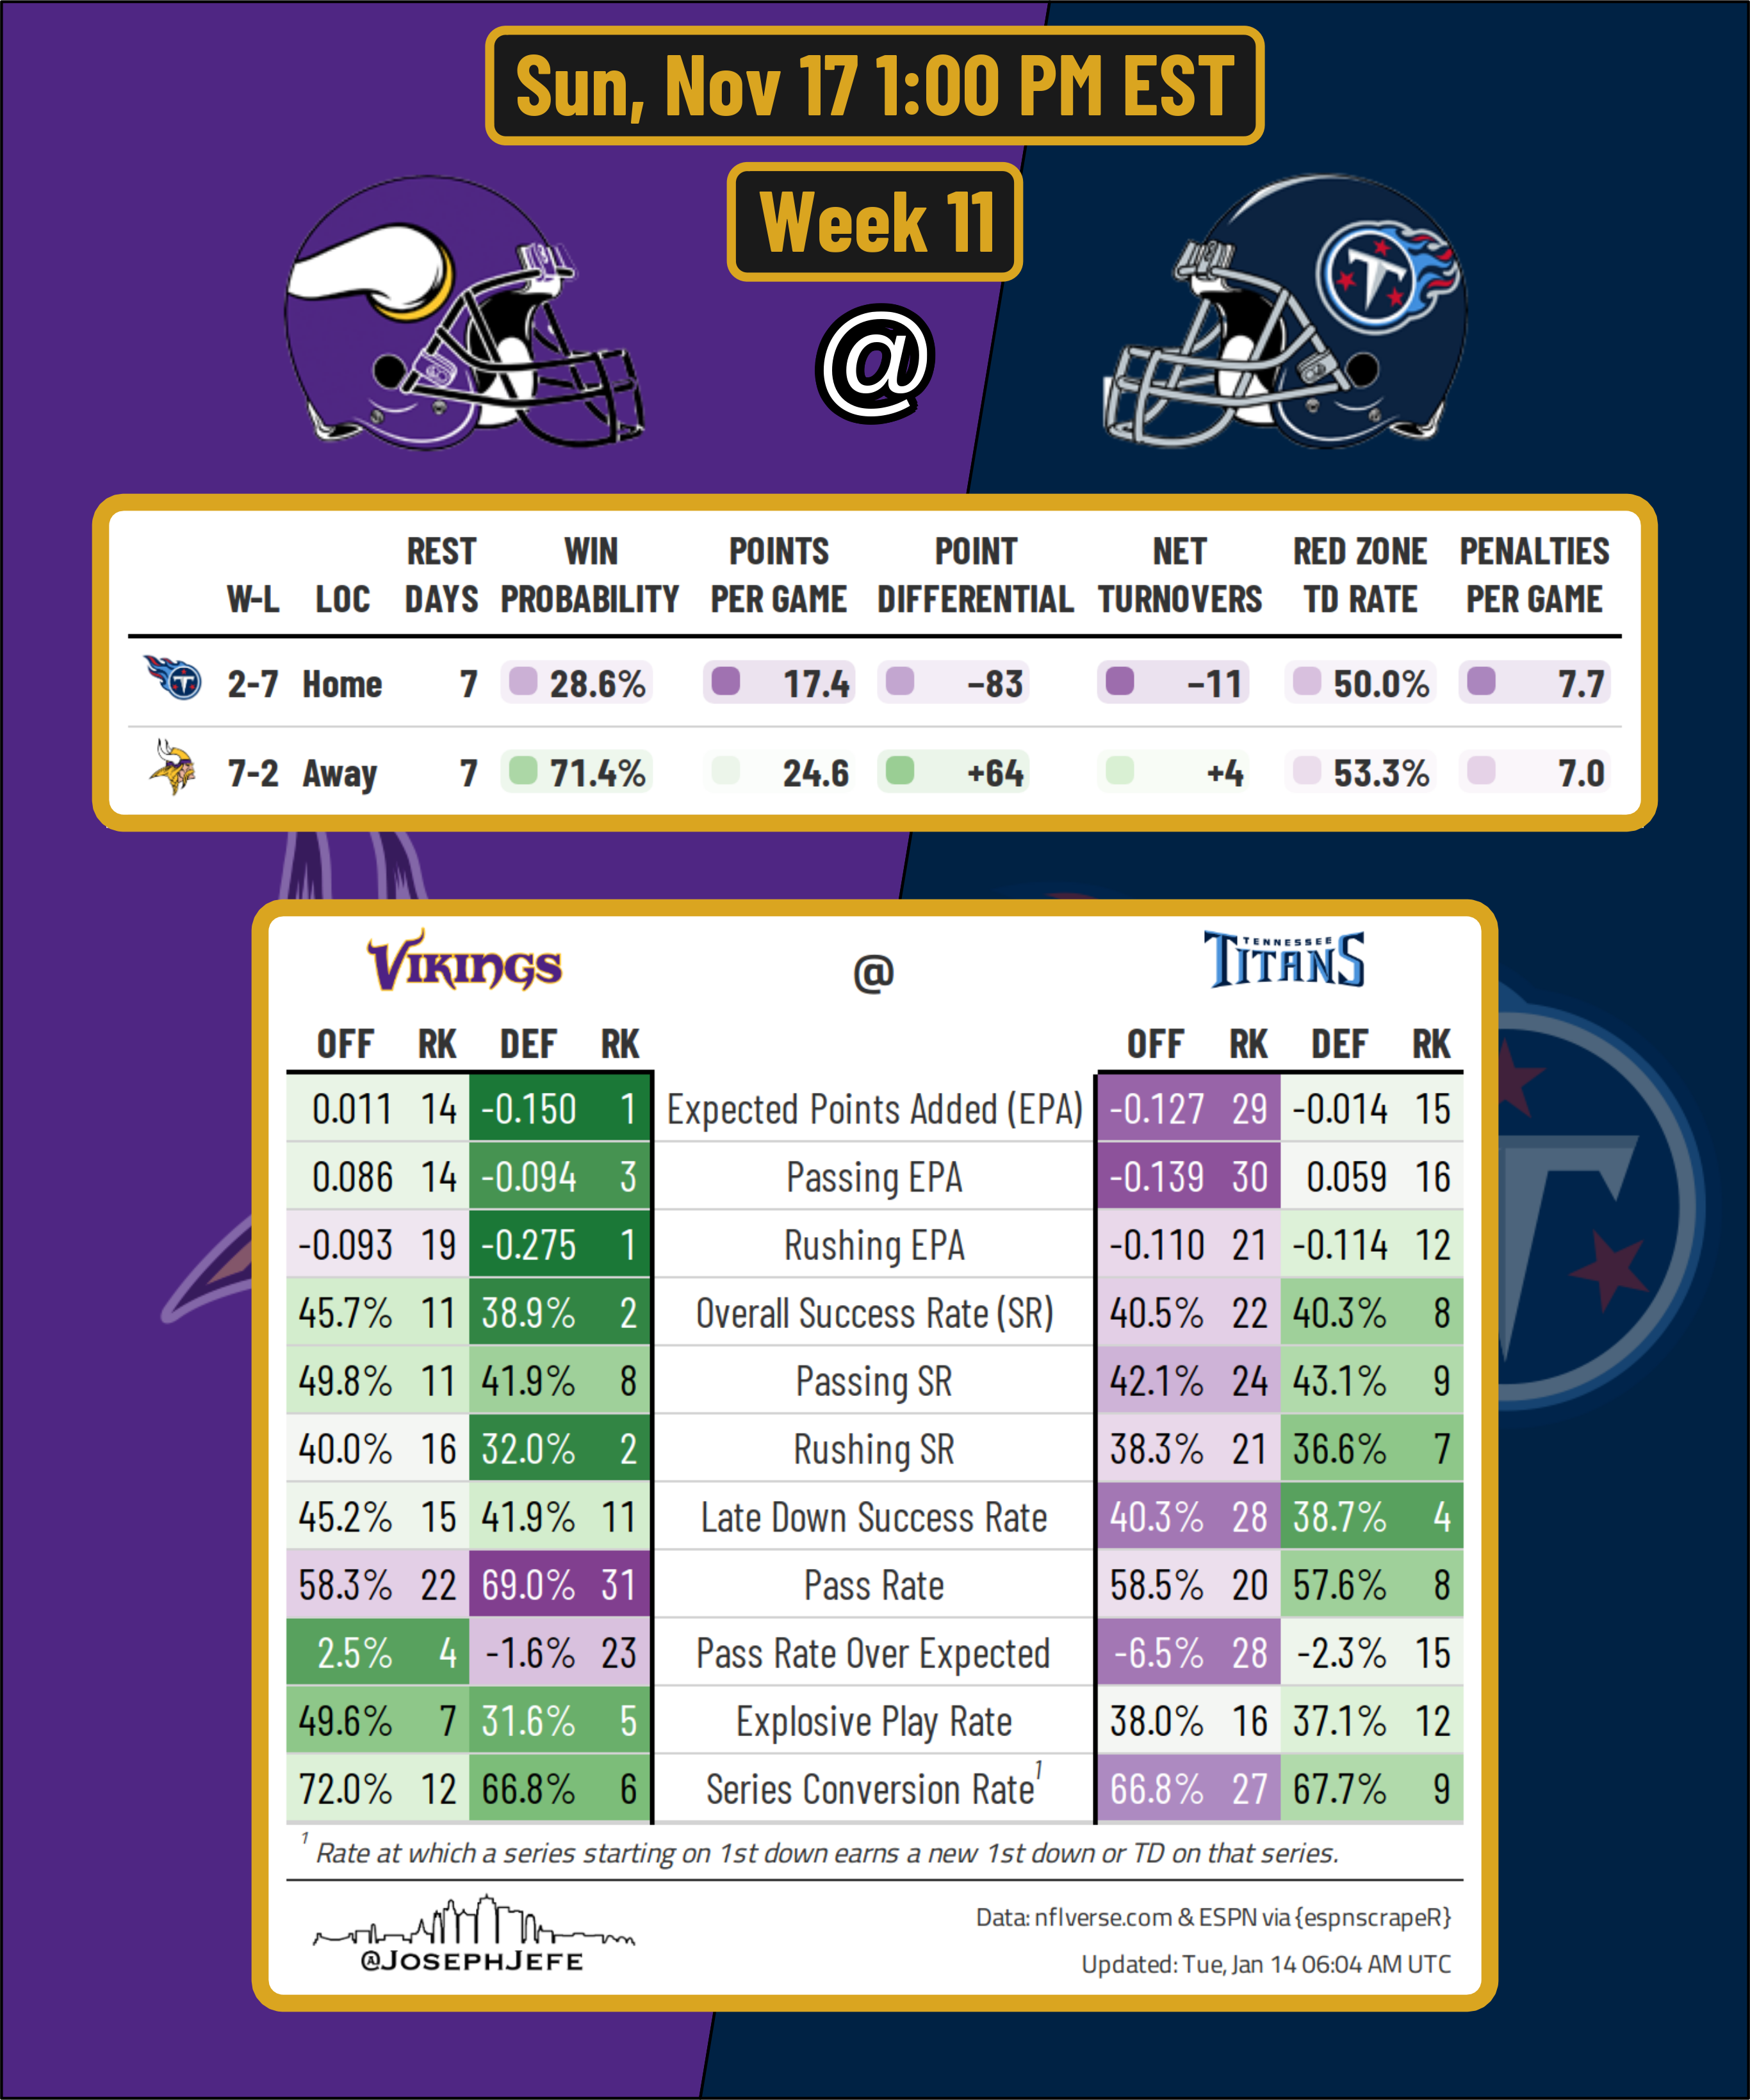 Sun, Nov 17 1:00 PM EST
Week 11
@
W-L LOC REST DAYS WIN PROBABILITY POINTS PER GAME POINT DIFFERENTIAL NET TURNOVERS RED ZONE TD RATE PENALTIES PER GAME
T 2-7 Home 7 28.6% 17.4 −83 −11 50.0% 7.7
7-2 Away 7 71.4% 24.6 +64 +4 53.3% 7.0
VIKINGS @ TENNESSEE TITANS
OFF RK DEF RK OFF RK DEF RK
0.011 14 -0.150 1 Expected Points Added (EPA) -0.127 29 -0.014 15
0.086 14 -0.094 3 Passing EPA -0.139 30 0.059 16
-0.093 19 -0.275 1 Rushing EPA -0.110 21 -0.114 12
45.7% 11 38.9% 2 Overall Success Rate (SR) 40.5% 22 40.3% 8
49.8% 11 41.9% 8 Passing SR 42.1% 24 43.1% 9
40.0% 16 32.0% 2 Rushing SR 38.3% 21 36.6% 7
45.2% 15 41.9% 11 Late Down Success Rate 40.3% 28 38.7% 4
58.3% 22 69.0% 31 Pass Rate 58.5% 20 57.6% 8
2.5% 4 -1.6% 23 Pass Rate Over Expected -6.5% 28 -2.3% 15
49.6% 7 31.6% 5 Explosive Play Rate 38.0% 16 37.1% 12
72.0% 12 66.8% 6 Series Conversion Rate¹ 66.8% 27 67.7% 9
¹ Rate at which a series starting on 1st down earns a new 1st down or TD on that series.
@JOSEPHJEFE
Data: nflverse.com & ESPN via {espnscrapeR}
Updated: Tue, Jan 14 06:04 AM UTC